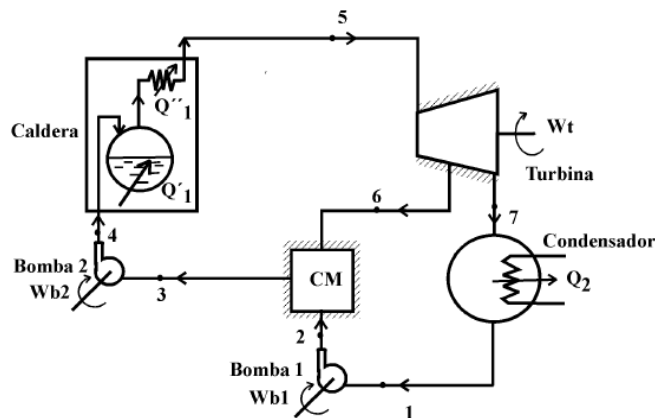 5
Caldera
Q´´1
Q´1
Wt
Turbina
6
7
4
Condensador
Bomba 2
Wb2
3
CM
Q2
2
Bomba 1
Wb1
1